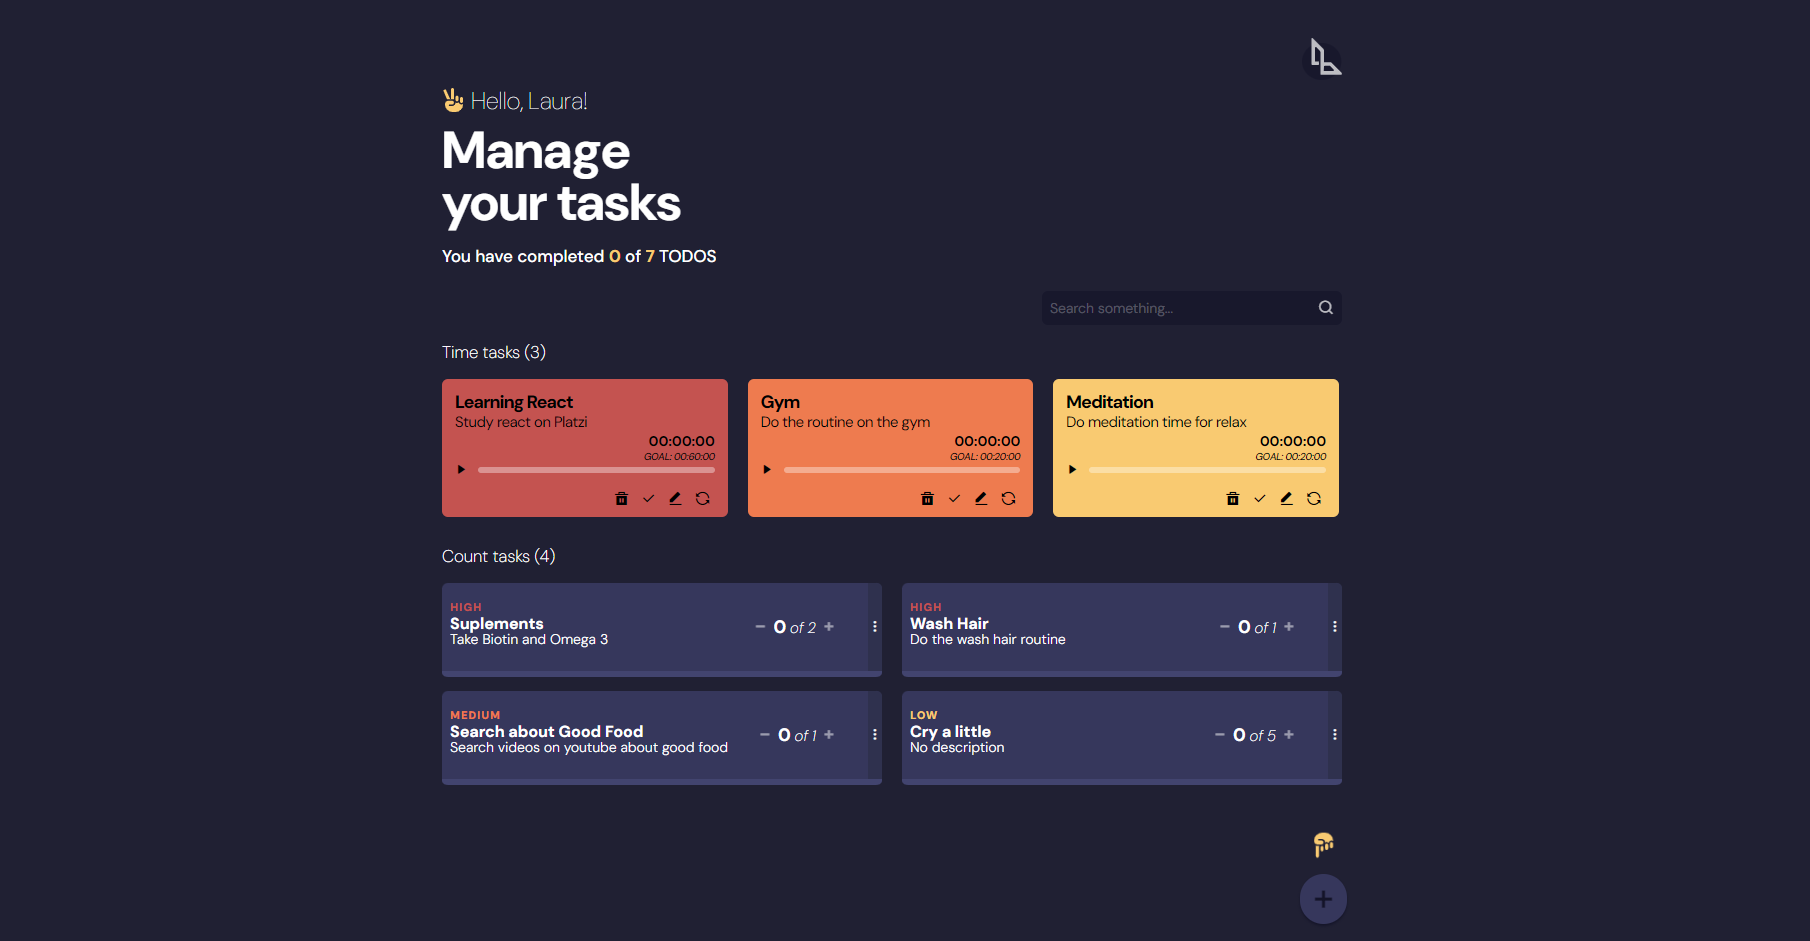 Hello, Laura!
Manage
your tasks
You have completed 0 of 7 TODOS
Search something...
Time tasks (3)
Learning React
Study react on Platzi
00:00:00
GOAL: 00:60:00
Gym
Do the routine on the gym
00:00:00
GOAL: 00:20:00
Meditation
Do meditation time for relax
00:00:00
GOAL: 00:20:00
Count tasks (4)
HIGH
Suplements
Take Biotin and Omega 3
− 0 of 2 +
HIGH
Wash Hair
Do the wash hair routine
− 0 of 1 +
MEDIUM
Search about Good Food
Search videos on youtube about good food
− 0 of 1 +
LOW
Cry a little
No description
− 0 of 5 +
+